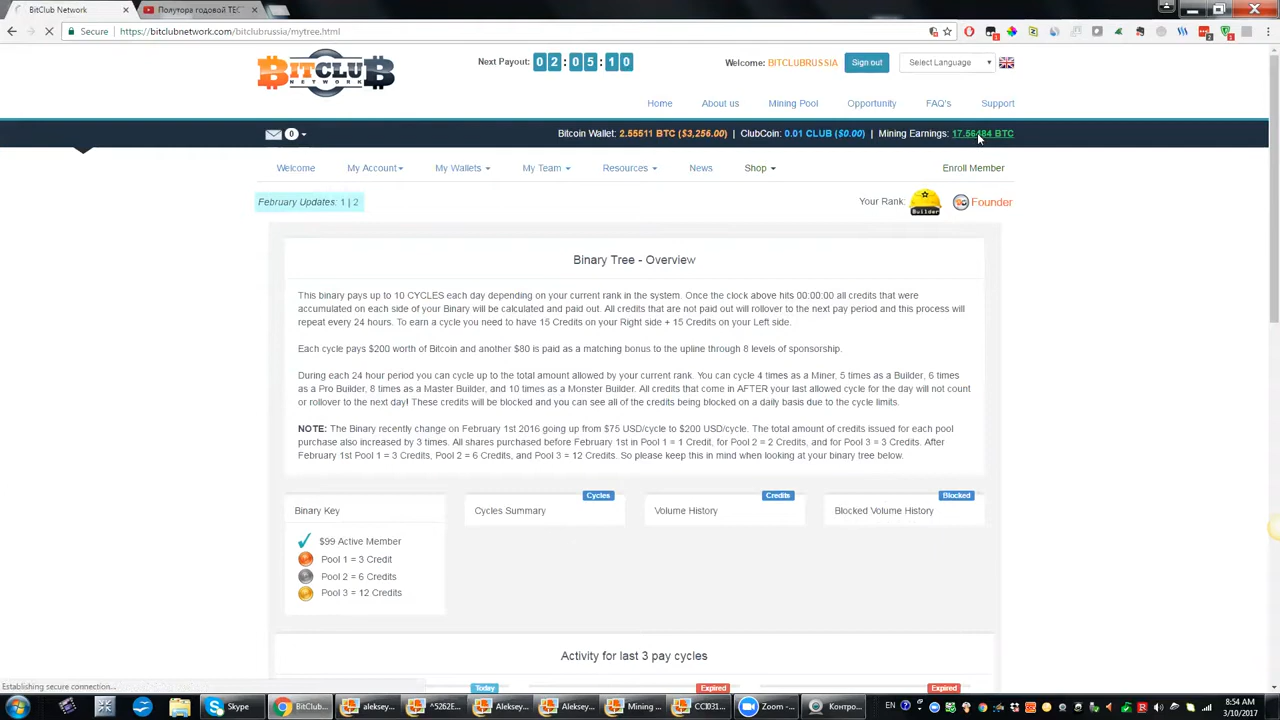 BitClub Network
Полутора годовой ТЕС
Secure
https://bitclubnetwork.com/bitclubrussia/mytree.html
BITCLUB
NETWORK
Next Payout: 02:05:10
Welcome: BITCLUBRUSSIA
Sign out
Select Language
Home
About us
Mining Pool
Opportunity
FAQ's
Support
0
Bitcoin Wallet: 2.55511 BTC ($3,256.00) | ClubCoin: 0.01 CLUB ($0.00) | Mining Earnings: 17.56484 BTC
Welcome
My Account
My Wallets
My Team
Resources
News
Shop
Enroll Member
February Updates: 1 | 2
Your Rank:
Builder
Founder
Binary Tree - Overview
This binary pays up to 10 CYCLES each day depending on your current rank in the system. Once the clock above hits 00:00:00 all credits that were
accumulated on each side of your Binary will be calculated and paid out. All credits that are not paid out will rollover to the next pay period and this process will
repeat every 24 hours. To earn a cycle you need to have 15 Credits on your Right side + 15 Credits on your Left side.
Each cycle pays $200 worth of Bitcoin and another $80 is paid as a matching bonus to the upline through 8 levels of sponsorship.
During each 24 hour period you can cycle up to the total amount allowed by your current rank. You can cycle 4 times as a Miner, 5 times as a Builder, 6 times
as a Pro Builder, 8 times as a Master Builder, and 10 times as a Monster Builder. All credits that come in AFTER your last allowed cycle for the day will not count
or rollover to the next day! These credits will be blocked and you can see all of the credits being blocked on a daily basis due to the cycle limits.
NOTE: The Binary recently change on February 1st 2016 going up from $75 USD/cycle to $200 USD/cycle. The total amount of credits issued for each pool
purchase also increased by 3 times. All shares purchased before February 1st in Pool 1 = 1 Credit, for Pool 2 = 2 Credits, and for Pool 3 = 3 Credits. After
February 1st Pool 1 = 3 Credits, Pool 2 = 6 Credits, and Pool 3 = 12 Credits. So please keep this in mind when looking at your binary tree below.
Binary Key
Cycles
Cycles Summary
Credits
Volume History
Blocked
Blocked Volume History
$99 Active Member
Pool 1 = 3 Credit
Pool 2 = 6 Credits
Pool 3 = 12 Credits
Activity for last 3 pay cycles
Today
Expired
Expired
Establishing secure connection...
Skype
BitClub...
aleksey...
^5262E...
Aleksey...
Aleksey...
Mining ...
CCI031...
Zoom - ...
Контро...
EN
8:54 AM
3/10/2017